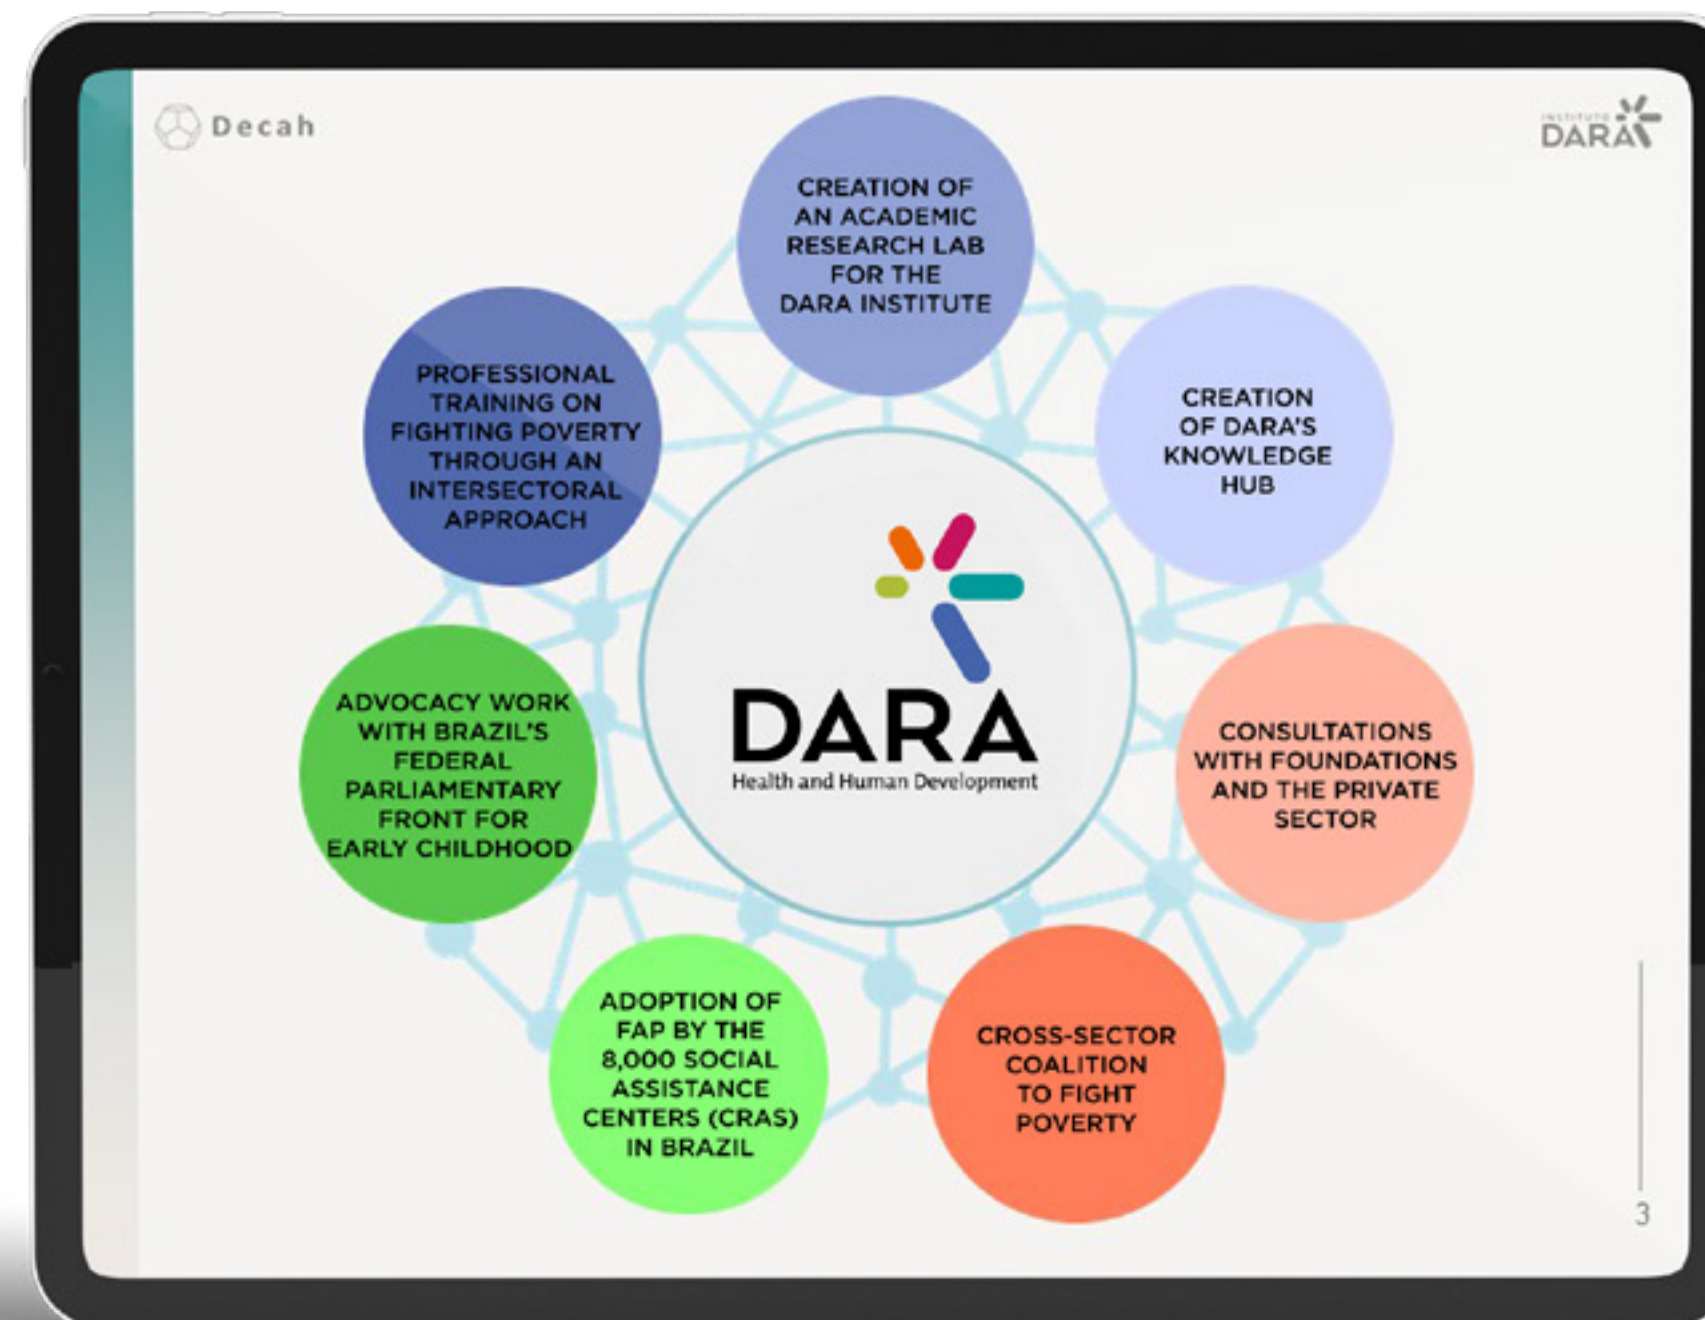 Decah
INSTITUTO
DARA
CREATION OF
AN ACADEMIC
RESEARCH LAB
FOR THE
DARA INSTITUTE
PROFESSIONAL
TRAINING ON
FIGHTING POVERTY
THROUGH AN
INTERSECTORAL
APPROACH
CREATION
OF DARA'S
KNOWLEDGE
HUB
ADVOCACY WORK
WITH BRAZIL'S
FEDERAL
PARLIAMENTARY
FRONT FOR
EARLY CHILDHOOD
DARA
Health and Human Development
CONSULTATIONS
WITH FOUNDATIONS
AND THE PRIVATE
SECTOR
ADOPTION OF
FAP BY THE
8,000 SOCIAL
ASSISTANCE
CENTERS (CRAS)
IN BRAZIL
CROSS-SECTOR
COALITION
TO FIGHT
POVERTY
3